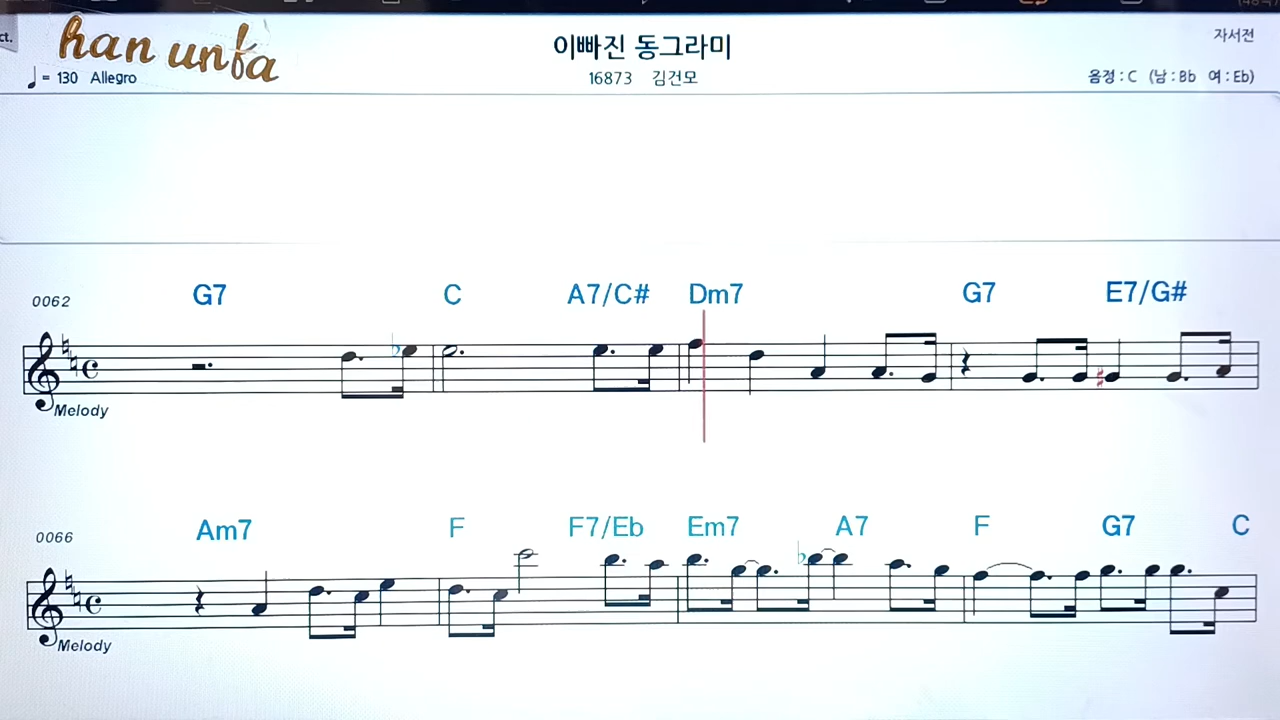 ct.
han unfa
이빠진 동그라미
자서전
♩= 130 Allegro
16873 김건모
음정 : C (남 : Bb 여 : Eb)
0062 G7 C A7/C# Dm7 G7 E7/G#
Melody
0066 Am7 F F7/Eb Em7 A7 F G7 C
Melody